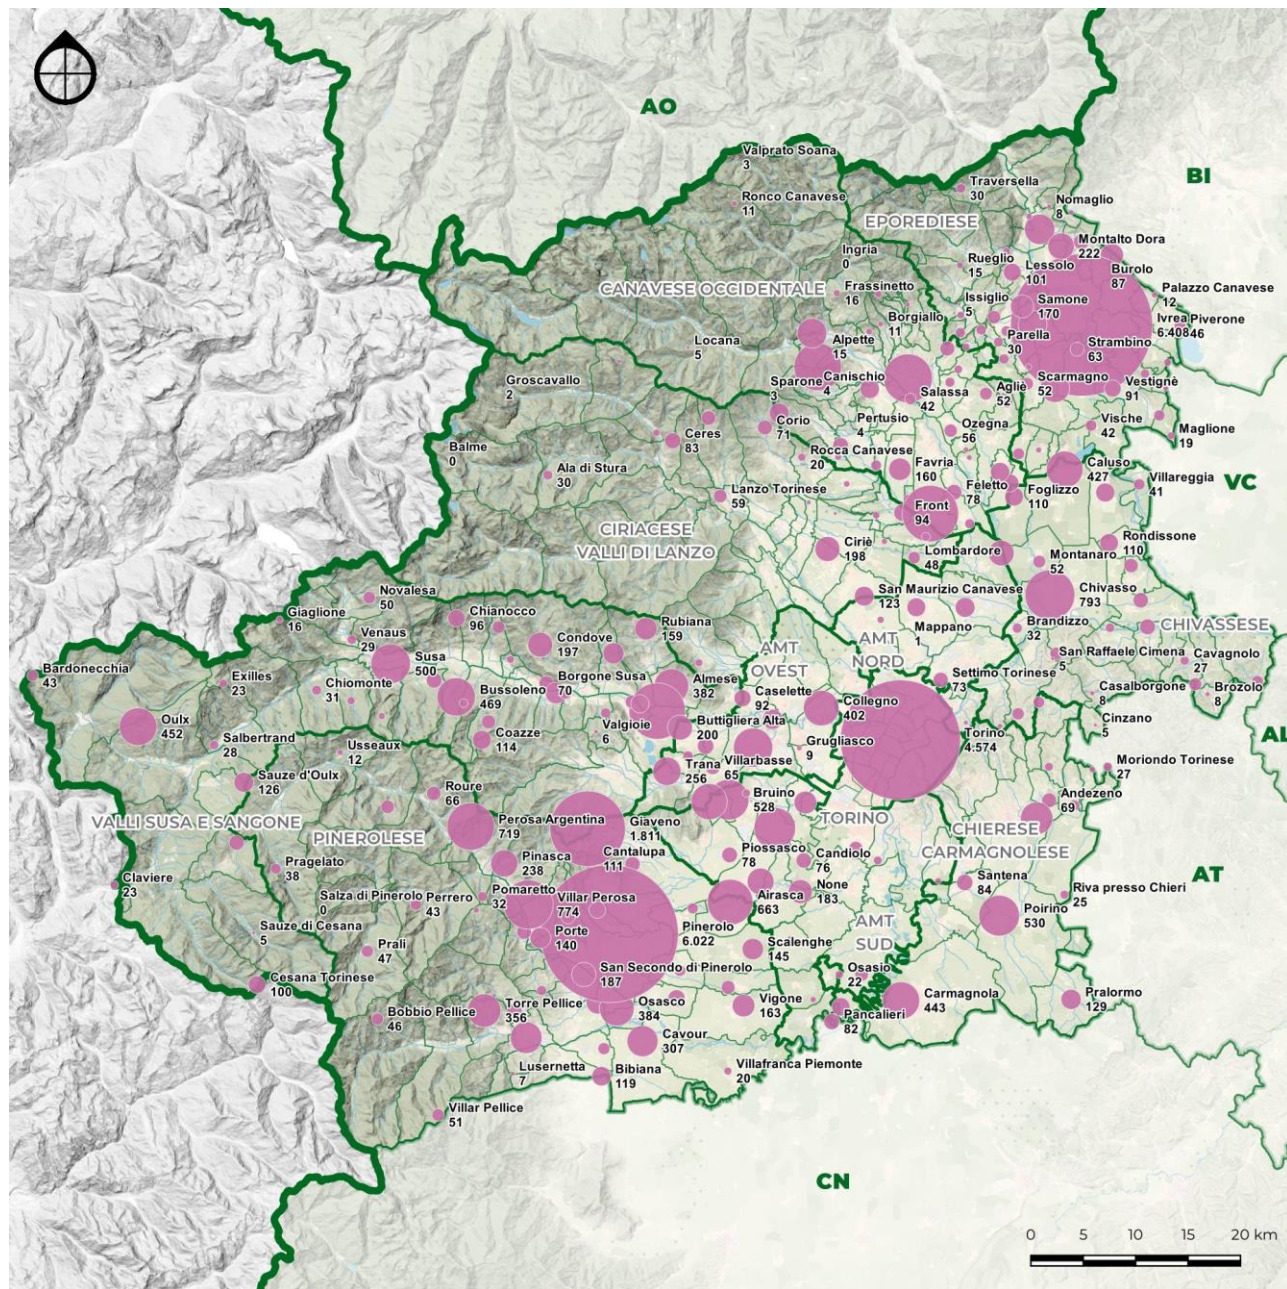 AO
Valprato Soana
3
BI
Traversella
30
Ronco Canavese
11
Nomaglio
8
EPOREDIESE
Ingria
0
Montalto Dora
222
Rueglio
15
Lessolo
101
Burolo
87
CANAVESE OCCIDENTALE
Frassinetto
16
Palazzo Canavese
12
Issiglio
5
Samone
170
Borgiallo
11
Ivrea
6.408
Piverone
46
Locana
5
Alpette
15
Parella
30
Strambino
63
Groscavallo
2
Sparone
3
Canischio
4
Salassa
42
Agliè
52
Scarmagno
52
Vestignè
91
Corio
71
Pertusio
4
Ozegna
56
Vische
42
Maglione
19
Balme
0
Ceres
83
Rocca Canavese
20
Ala di Stura
30
Favria
160
Caluso
427
Villareggia
41
VC
Lanzo Torinese
59
Feletto
78
Foglizzo
110
Front
94
CIRIACESE
VALLI DI LANZO
Ciriè
198
Rondissone
110
Lombardore
48
Montanaro
52
Novalesa
50
San Maurizio Canavese
123
Chivasso
793
Giaglione
16
Chianocco
96
Rubiana
159
Mappano
1
Brandizzo
32
CHIVASSESE
Venaus
29
Condove
197
AMT
OVEST
AMT
NORD
San Raffaele Cimena
5
Cavagnolo
27
Bardonecchia
43
Susa
500
Exilles
23
Chiomonte
31
Borgone Susa
70
Almese
382
Settimo Torinese
73
Casalborgone
8
Brozolo
8
Bussoleno
469
Caselette
92
Collegno
402
Oulx
452
Valgioie
6
Buttigliera Alta
200
Cinzano
5
Torino
4.574
AL
Salbertrand
28
Coazze
114
Grugliasco
9
Usseaux
12
Trana
256
Villarbasse
65
Moriondo Torinese
27
Sauze d'Oulx
126
Roure
66
Bruino
528
Andezeno
69
VALLI SUSA E SANGONE
PINEROLESE
Perosa Argentina
719
Giaveno
1.811
TORINO
CHIERESE
CARMAGNOLESE
Cantalupa
111
Piossasco
78
Candiolo
76
Pragelato
38
Pinasca
238
Santena
84
AT
Claviere
23
Salza di Pinerolo
0
Perrero
43
Pomaretto
32
Villar Perosa
774
Airasca
663
None
183
Riva presso Chieri
25
Poirino
530
Sauze di Cesana
5
Pinerolo
6.022
AMT
SUD
Porte
140
Prali
47
Scalenghe
145
San Secondo di Pinerolo
187
Osasio
22
Cesana Torinese
100
Carmagnola
443
Pralormo
129
Torre Pellice
356
Osasco
384
Vigone
163
Pancalieri
82
Bobbio Pellice
46
Cavour
307
Lusernetta
7
Bibiana
119
Villafranca Piemonte
20
Villar Pellice
51
CN
0 5 10 15 20 km